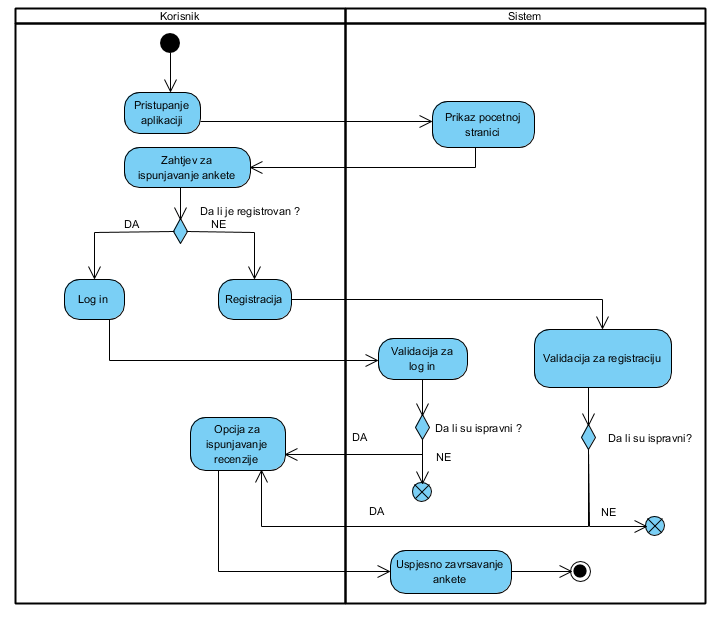 Korisnik
Sistem
Pristupanje
aplikaciji
Prikaz pocetnoj
stranici
Zahtjev za
ispunjavanje ankete
Da li je registrovan ?
DA
NE
Log in
Registracija
Validacija za
log in
Validacija za registraciju
Opcija za
ispunjavanje
recenzije
Da li su ispravni ?
DA
NE
Da li su ispravni?
DA
NE
Uspjesno zavrsavanje
ankete